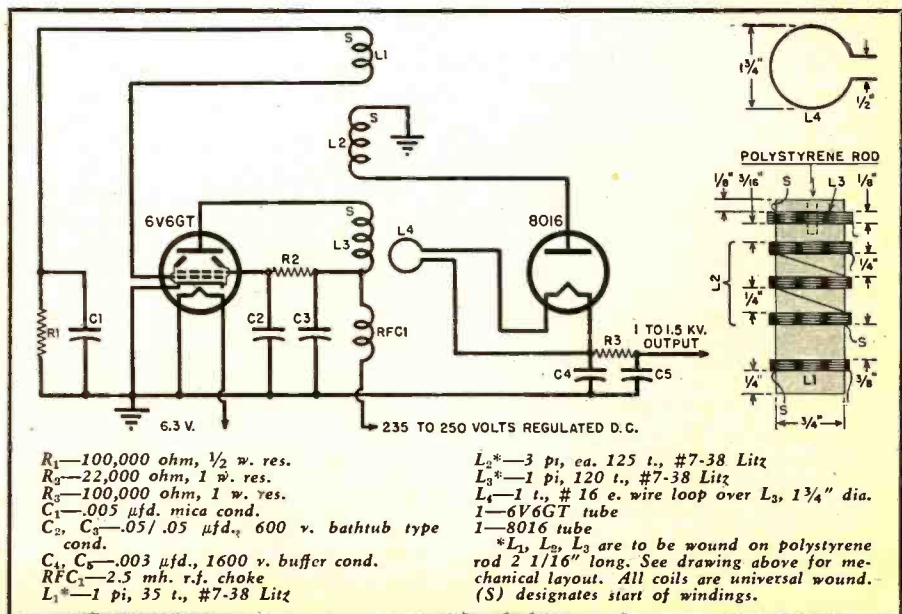 S
L1
S
L2
S
L3
L4
6V6GT
8016
R2
R1
C1
C2
C3
RFC1
R3
C4
C5
1 TO 1.5 KV.
OUTPUT
6.3 V.
235 TO 250 VOLTS REGULATED D.C.
1 3/4"
1/2"
L4
POLYSTYRENE ROD
1/8"
3/16"
S
L3
1/8"
L1
S
L2
1/4"
1/4"
S
L1
1/4"
3/8"
S
3/4"
R1—100,000 ohm, 1/2 w. res.
R2—22,000 ohm, 1 w. res.
R3—100,000 ohm, 1 w. res.
C1—.005 µfd. mica cond.
C2, C3—.05/.05 µfd., 600 v. bathtub type
cond.
C4, C5—.003 µfd., 1600 v. buffer cond.
RFC1—2.5 mh. r.f. choke
L1*—1 pi, 35 t., #7-38 Litz
L2*—3 pi, ea. 125 t., #7-38 Litz
L3*—1 pi, 120 t., #7-38 Litz
L4—1 t., # 16 e. wire loop over L3, 1 3/4" dia.
1—6V6GT tube
1—8016 tube
*L1, L2, L3 are to be wound on polystyrene
rod 2 1/16" long. See drawing above for me-
chanical layout. All coils are universal wound.
(S) designates start of windings.